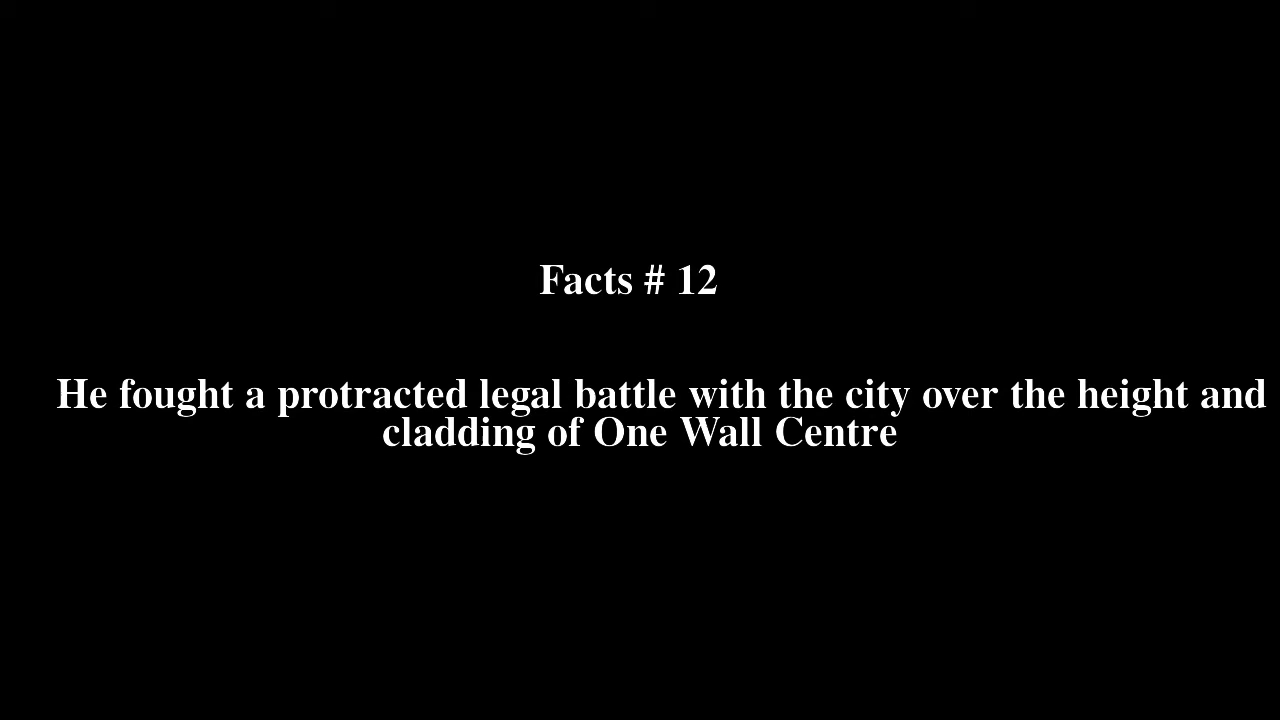 Facts # 12
He fought a protracted legal battle with the city over the height and
cladding of One Wall Centre